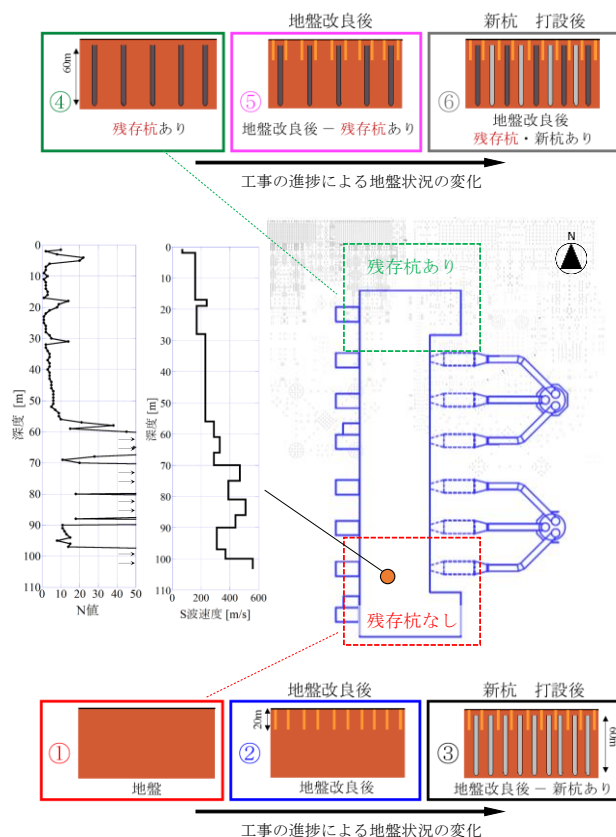 地盤改良後
新杭 打設後
60m
④
残存杭あり
⑤
地盤改良後 − 残存杭あり
⑥
地盤改良後
残存杭・新杭あり
工事の進捗による地盤状況の変化
N
残存杭あり
0
10
20
30
40
50
60
70
80
90
100
110
深度 [m]
0 10 20 30 40 50
N値
0
10
20
30
40
50
60
70
80
90
100
110
深度 [m]
0 200 400 600
S波速度 [m/s]
残存杭なし
地盤改良後
新杭 打設後
①
地盤
20m
②
地盤改良後
③
60m
地盤改良後 − 新杭あり
工事の進捗による地盤状況の変化